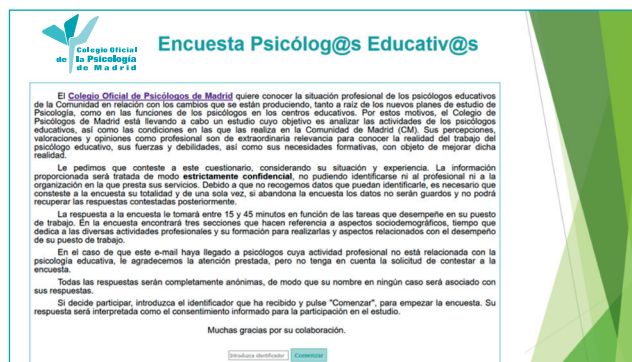 Colegio Oficial
de la Psicología
de Madrid
Encuesta Psicólog@s Educativ@s
El Colegio Oficial de Psicólogos de Madrid quiere conocer la situación profesional de los psicólogos educativos
de la Comunidad en relación con los cambios que se están produciendo, tanto a raíz de los nuevos planes de estudio de
Psicología, como en las funciones de los psicólogos en los centros educativos. Por estos motivos, el Colegio de
Psicólogos de Madrid está llevando a cabo un estudio cuyo objetivo es analizar las actividades de los psicólogos
educativos, así como las condiciones en las que las realiza en la Comunidad de Madrid (CM). Sus percepciones,
valoraciones y opiniones como profesional son de extraordinaria relevancia para conocer la realidad del trabajo del
psicólogo educativo, sus fuerzas y debilidades, así como sus necesidades formativas, con objeto de mejorar dicha
realidad.
Le pedimos que conteste a este cuestionario, considerando su situación y experiencia. La información
proporcionada será tratada de modo estrictamente confidencial, no pudiendo identificarse ni al profesional ni a la
organización en la que presta sus servicios. Debido a que no recogemos datos que puedan identificarle, es necesario que
consteste a la encuesta su totalidad y de una sola vez, si abandona la encuesta los datos no serán guardos y no podrá
recuperar las respuestas contestadas posteriormente.
La respuesta a la encuesta le tomará entre 15 y 45 minutos en función de las tareas que desempeñe en su puesto
de trabajo. En la encuesta encontrará tres secciones que hacen referencia a aspectos sociodemográficos, tiempo que
dedica a las diversas actividades profesionales y su formación para realizarlas y aspectos relacionados con el desempeño
de su puesto de trabajo.
En el caso de que este e-mail haya llegado a psicólogos cuya actividad profesional no está relacionada con la
psicología educativa, le agradecemos la atención prestada, pero no tenga en cuenta la solicitud de contestar a la
encuesta.
Todas las respuestas serán completamente anónimas, de modo que su nombre en ningún caso será asociado con
sus respuestas.
Si decide participar, introduzca el identificador que ha recibido y pulse "Comenzar", para empezar la encuesta. Su
respuesta será interpretada como el consentimiento informado para la participación en el estudio.
Muchas gracias por su colaboración.
Introduzca identificador Comenzar